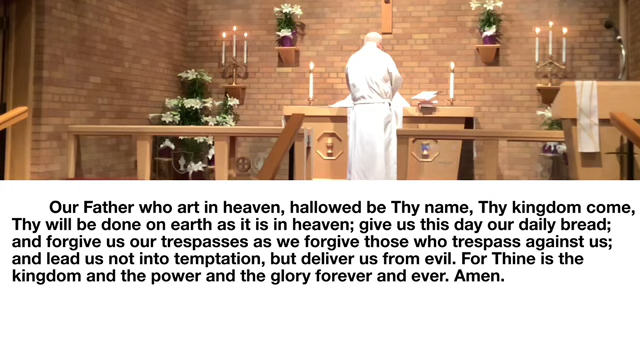 Our Father who art in heaven, hallowed be Thy name, Thy kingdom come,
Thy will be done on earth as it is in heaven; give us this day our daily bread;
and forgive us our trespasses as we forgive those who trespass against us;
and lead us not into temptation, but deliver us from evil. For Thine is the
kingdom and the power and the glory forever and ever. Amen.